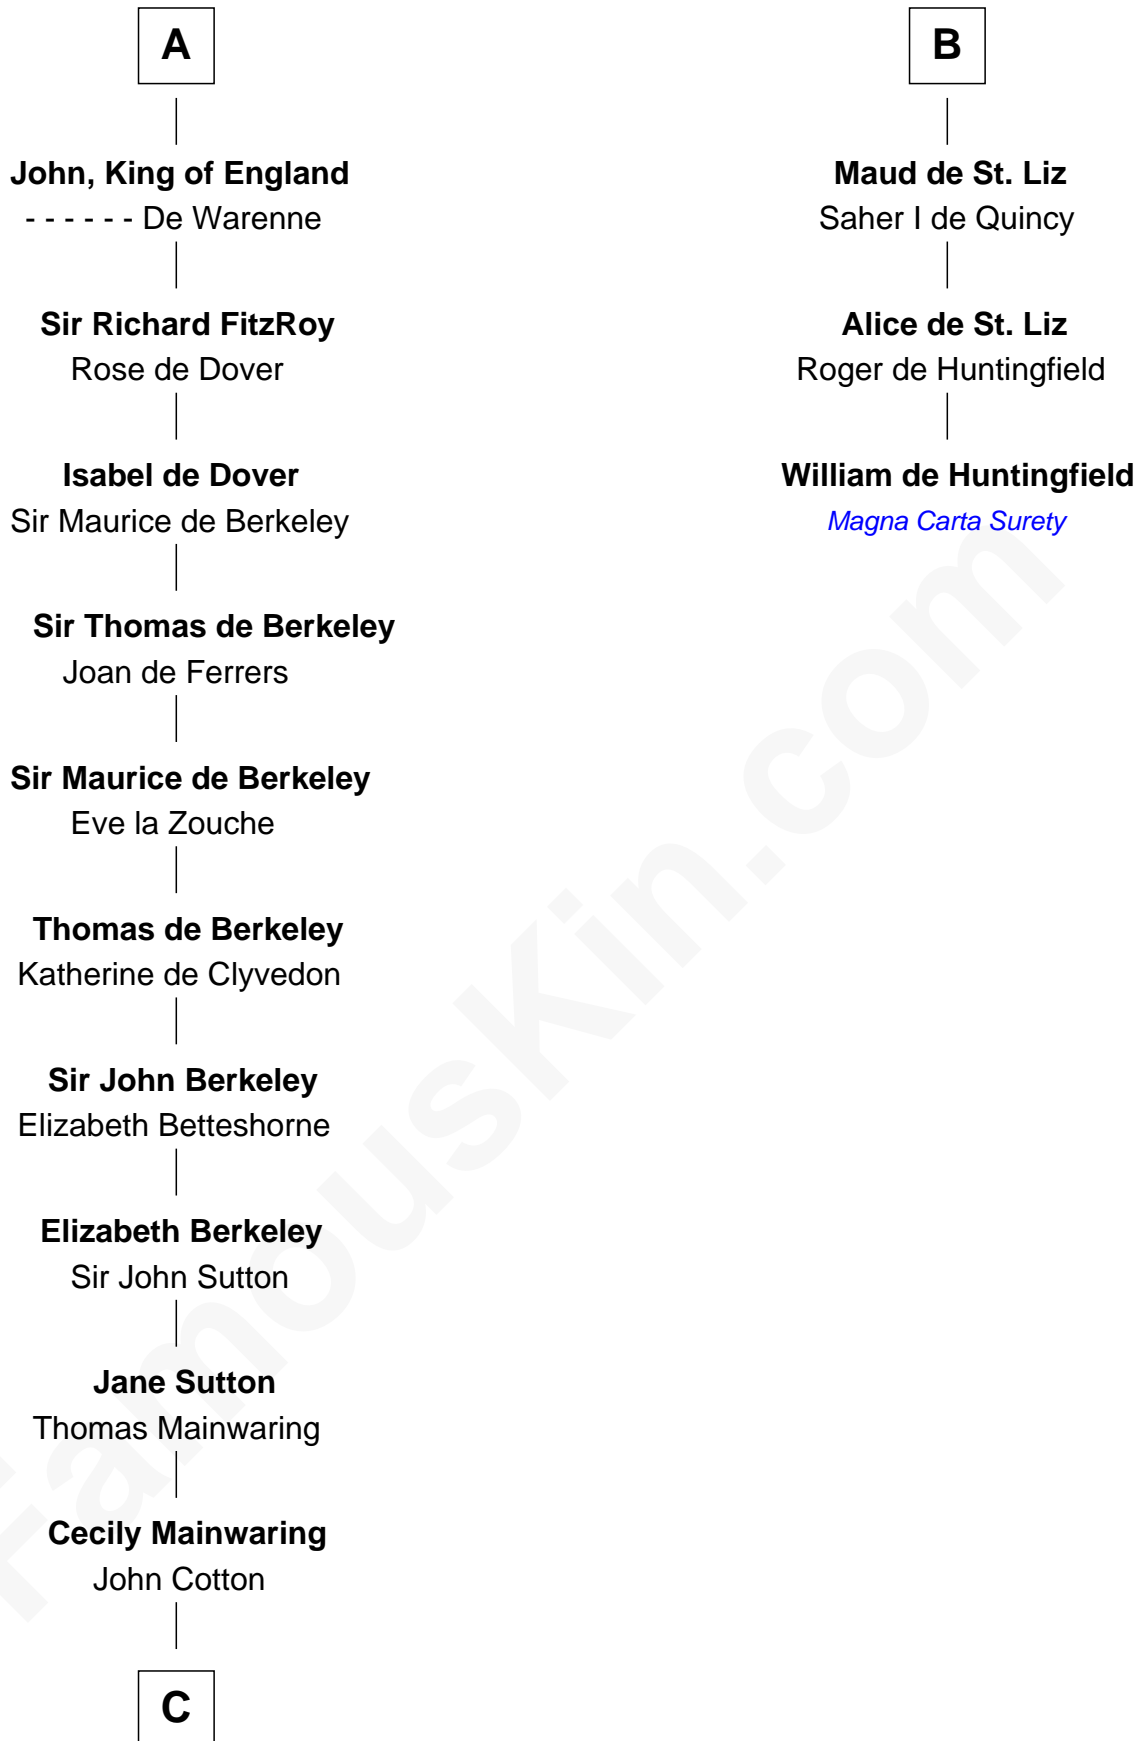 A
John, King of England
- - - - - - De Warenne
Sir Richard FitzRoy
Rose de Dover
Isabel de Dover
Sir Maurice de Berkeley
Sir Thomas de Berkeley
Joan de Ferrers
Sir Maurice de Berkeley
Eve la Zouche
Thomas de Berkeley
Katherine de Clyvedon
Sir John Berkeley
Elizabeth Betteshorne
Elizabeth Berkeley
Sir John Sutton
Jane Sutton
Thomas Mainwaring
Cecily Mainwaring
John Cotton
C
B
Maud de St. Liz
Saher I de Quincy
Alice de St. Liz
Roger de Huntingfield
William de Huntingfield
Magna Carta Surety
FamousKin.com